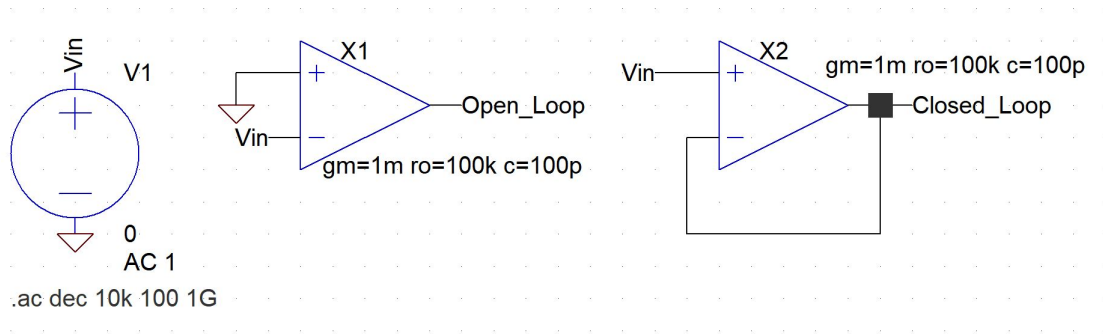 Vin
V1
0
AC 1
.ac dec 10k 100 1G
X1
Vin
Open_Loop
gm=1m ro=100k c=100p
X2
gm=1m ro=100k c=100p
Vin
Closed_Loop